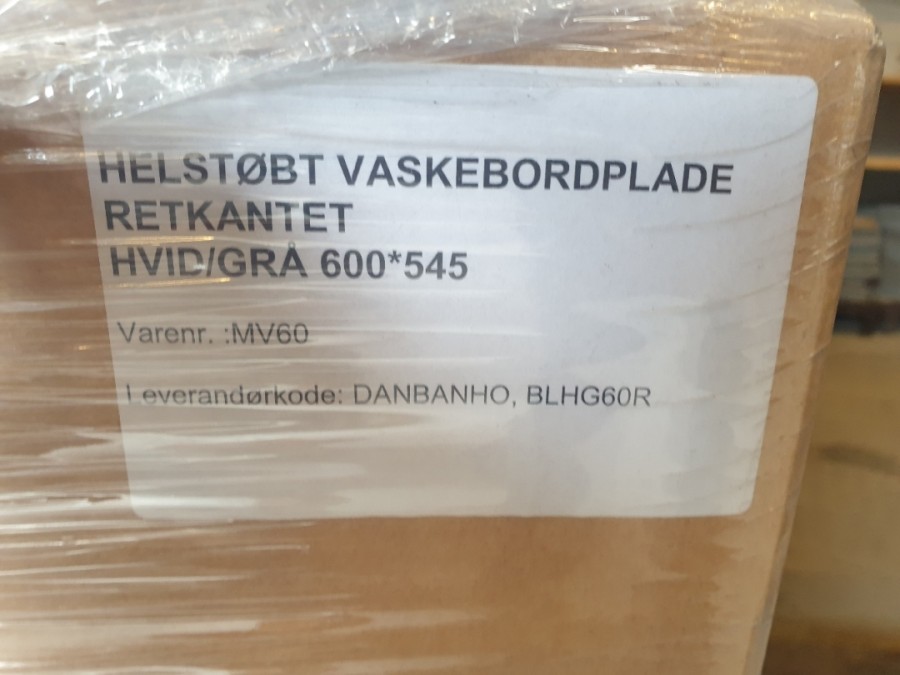 HELSTØBT VASKEBORDPLADE
RETKANTET
HVID/GRÅ 600*545
Varenr. :MV60
Leverandørkode: DANBANHO, BLHG60R